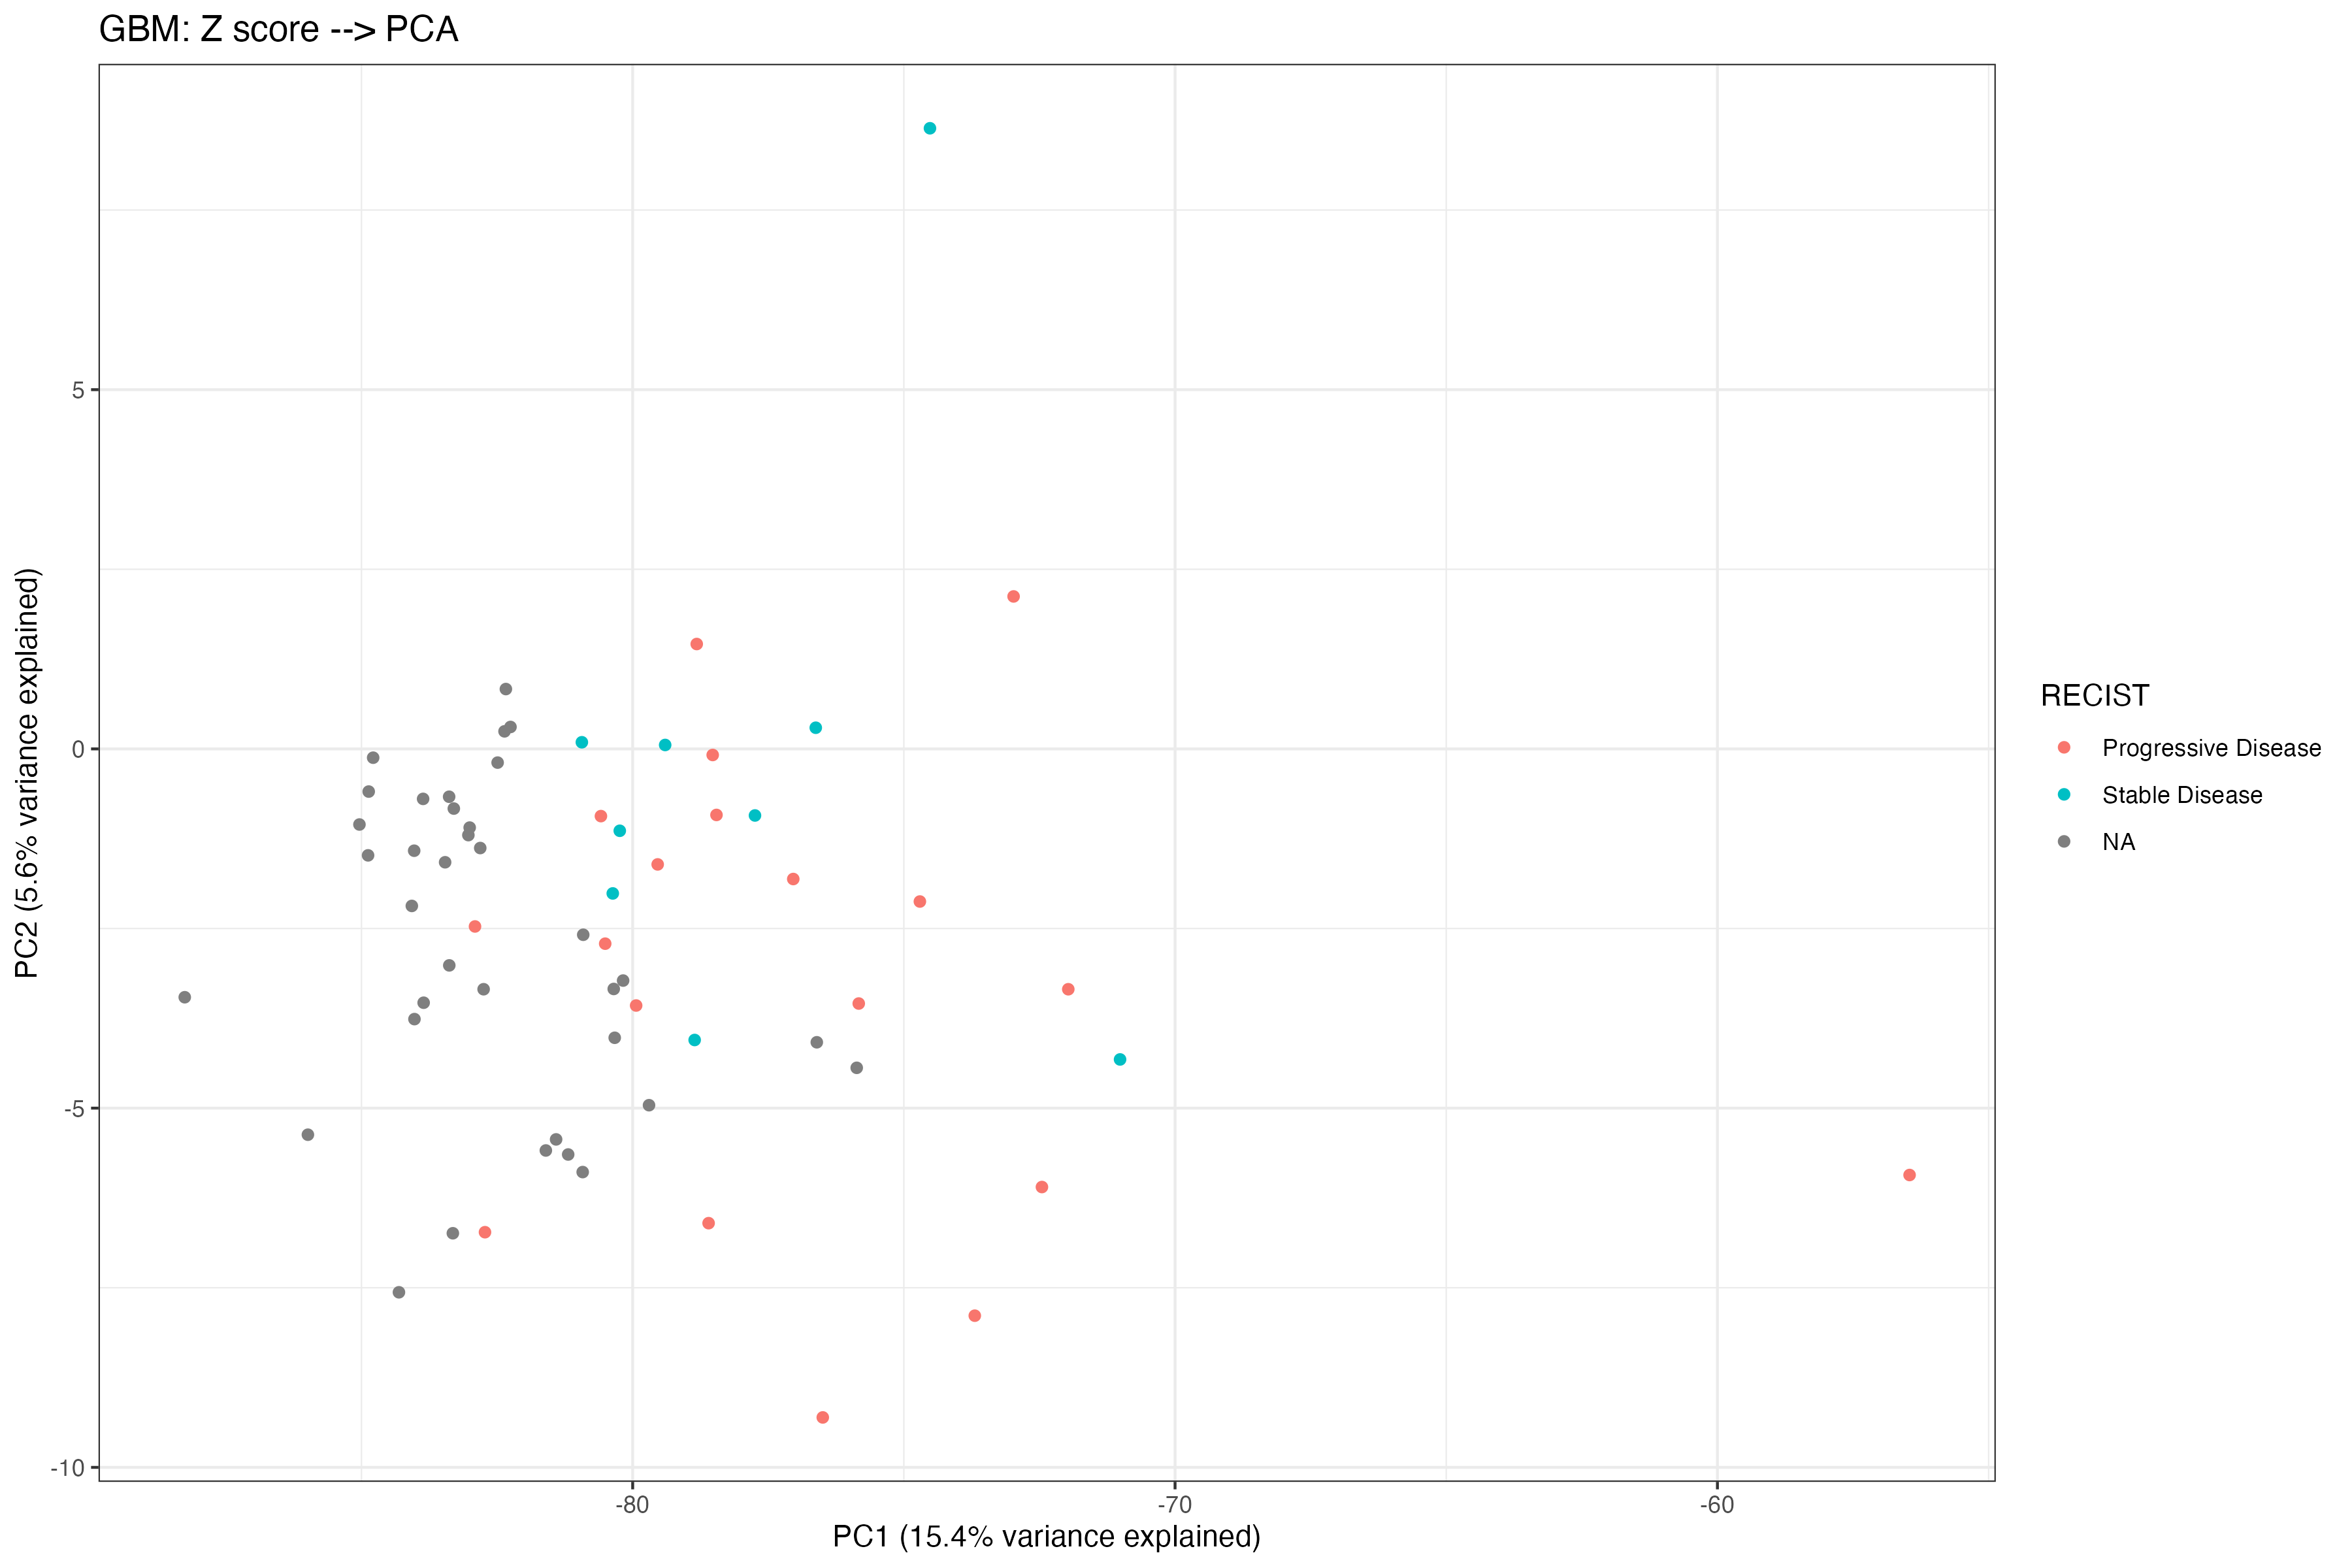 GBM: Z score --> PCA
PC2 (5.6% variance explained)
5
0
-5
-10
-80
-70
-60
PC1 (15.4% variance explained)
RECIST
Progressive Disease
Stable Disease
NA